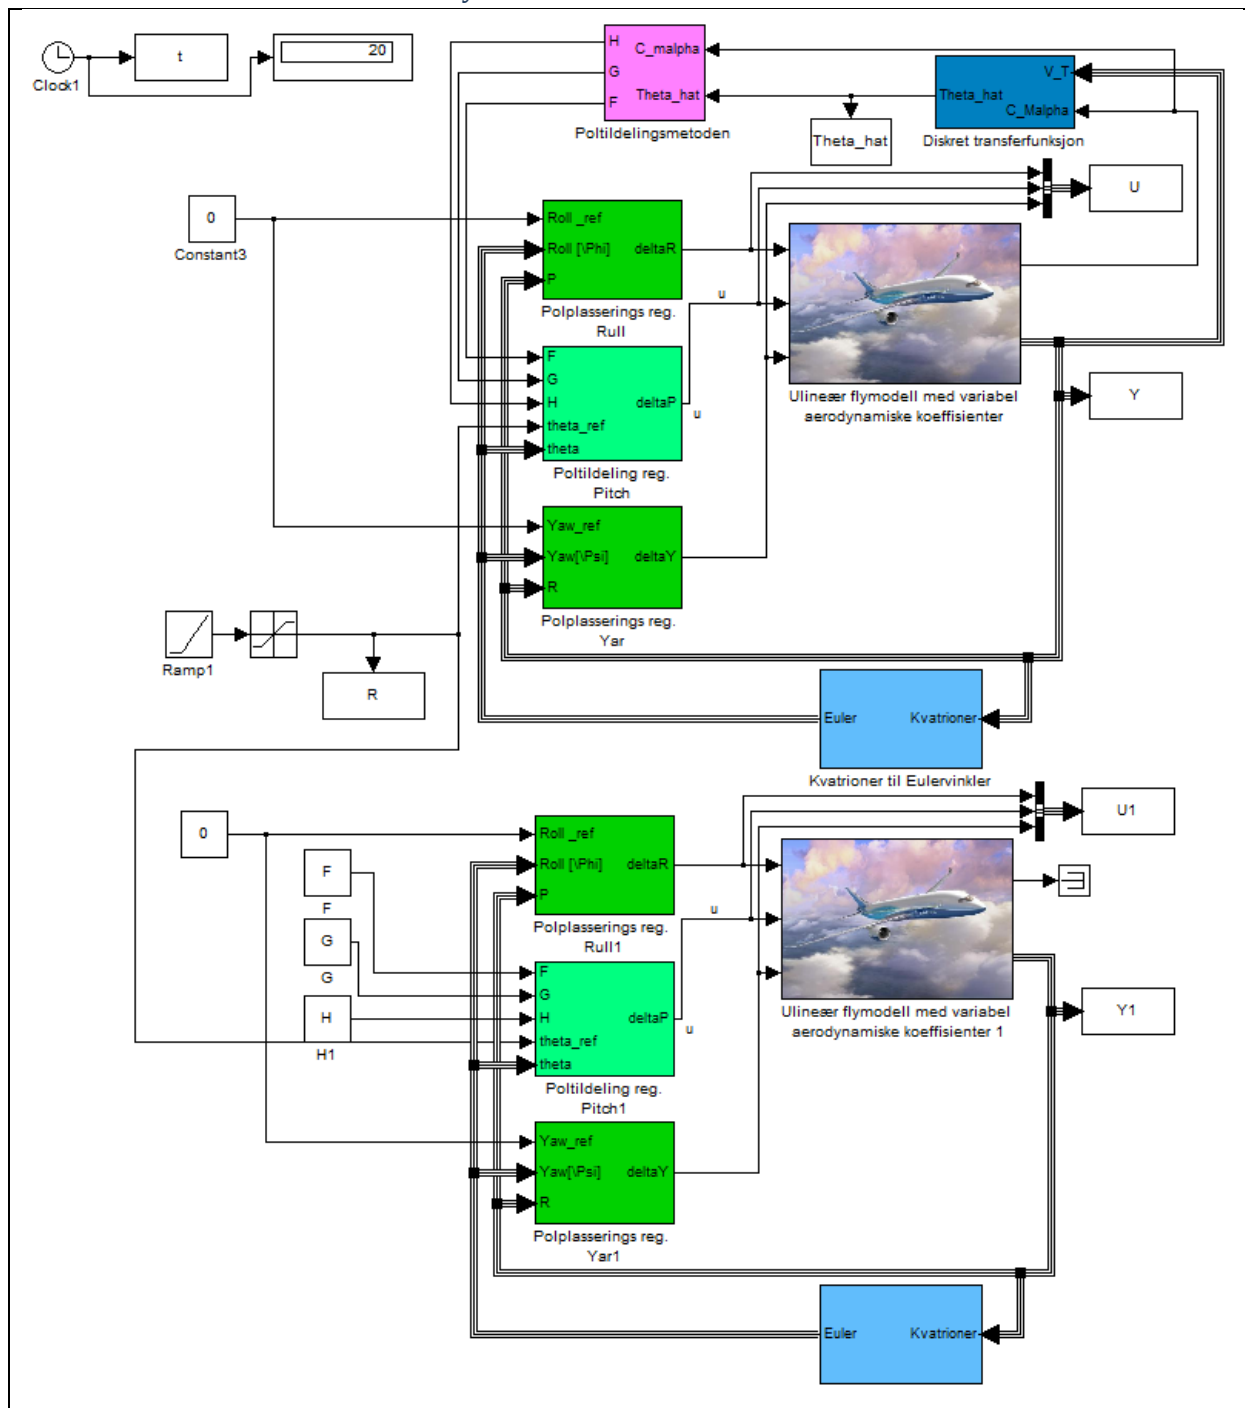 t
20
Clock1
H
G
F
C_malpha
Theta_hat
Poltildelingsmetoden
V_T
Theta_hat
C_Malpha
Diskret transferfunksjon
Theta_hat
U
0
Constant3
Roll _ref
Roll [\Phi]
P
deltaR
Polplasserings reg.
Rull
u
F
G
H
theta_ref
theta
deltaP
u
Poltildeling reg.
Pitch
Ulineær flymodell med variabel
aerodynamiske koeffisienter
Y
Yaw_ref
Yaw[\Psi]
R
deltaY
Polplasserings reg.
Yar
Ramp1
R
Euler
Kvatrioner
Kvatrioner til Eulervinkler
0
F
F
G
G
H
H1
Roll _ref
Roll [\Phi]
P
deltaR
Polplasserings reg.
Rull1
u
U1
F
G
H
theta_ref
theta
deltaP
u
Poltildeling reg.
Pitch1
Ulineær flymodell med variabel
aerodynamiske koeffisienter 1
Y1
Yaw_ref
Yaw[\Psi]
R
deltaY
Polplasserings reg.
Yar1
Euler
Kvatrioner